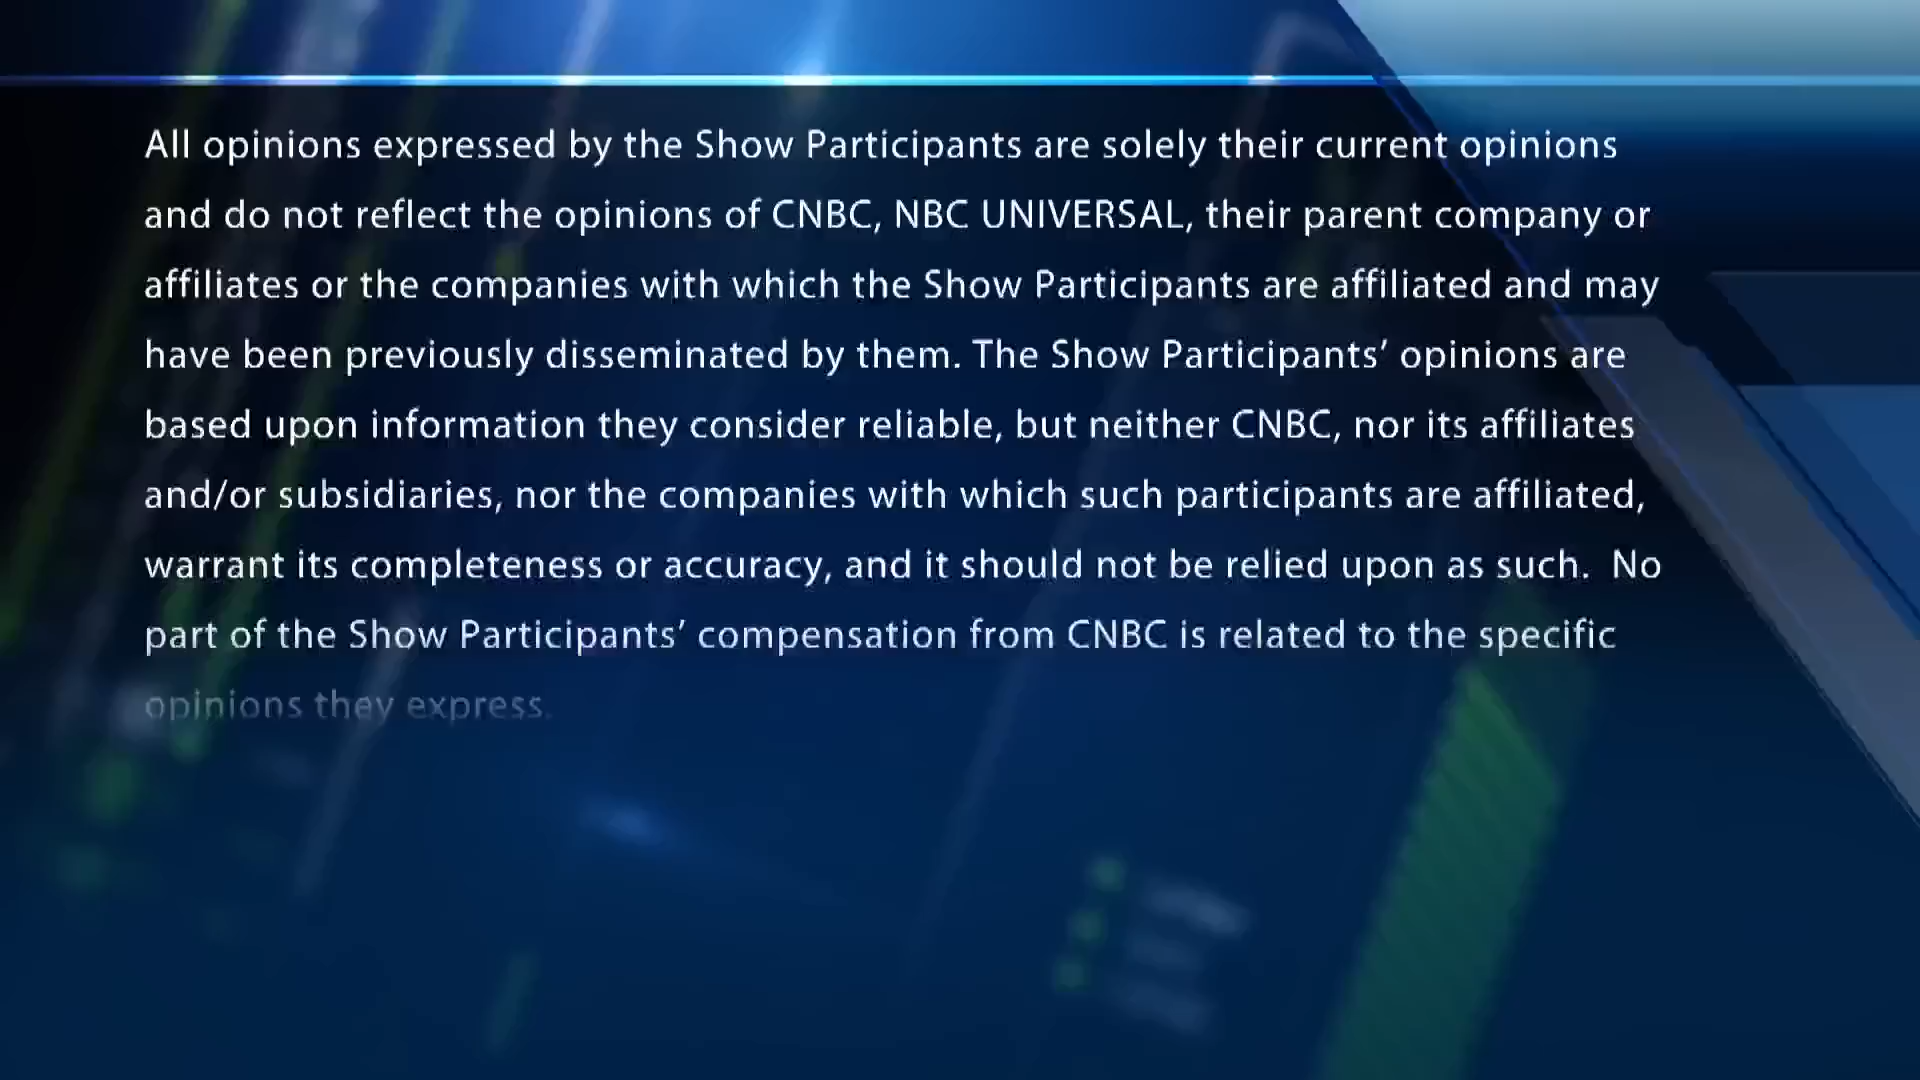 All opinions expressed by the Show Participants are solely their current opinions
and do not reflect the opinions of CNBC, NBC UNIVERSAL, their parent company or
affiliates or the companies with which the Show Participants are affiliated and may
have been previously disseminated by them. The Show Participants’ opinions are
based upon information they consider reliable, but neither CNBC, nor its affiliates
and/or subsidiaries, nor the companies with which such participants are affiliated,
warrant its completeness or accuracy, and it should not be relied upon as such.  No
part of the Show Participants’ compensation from CNBC is related to the specific
opinions they express.